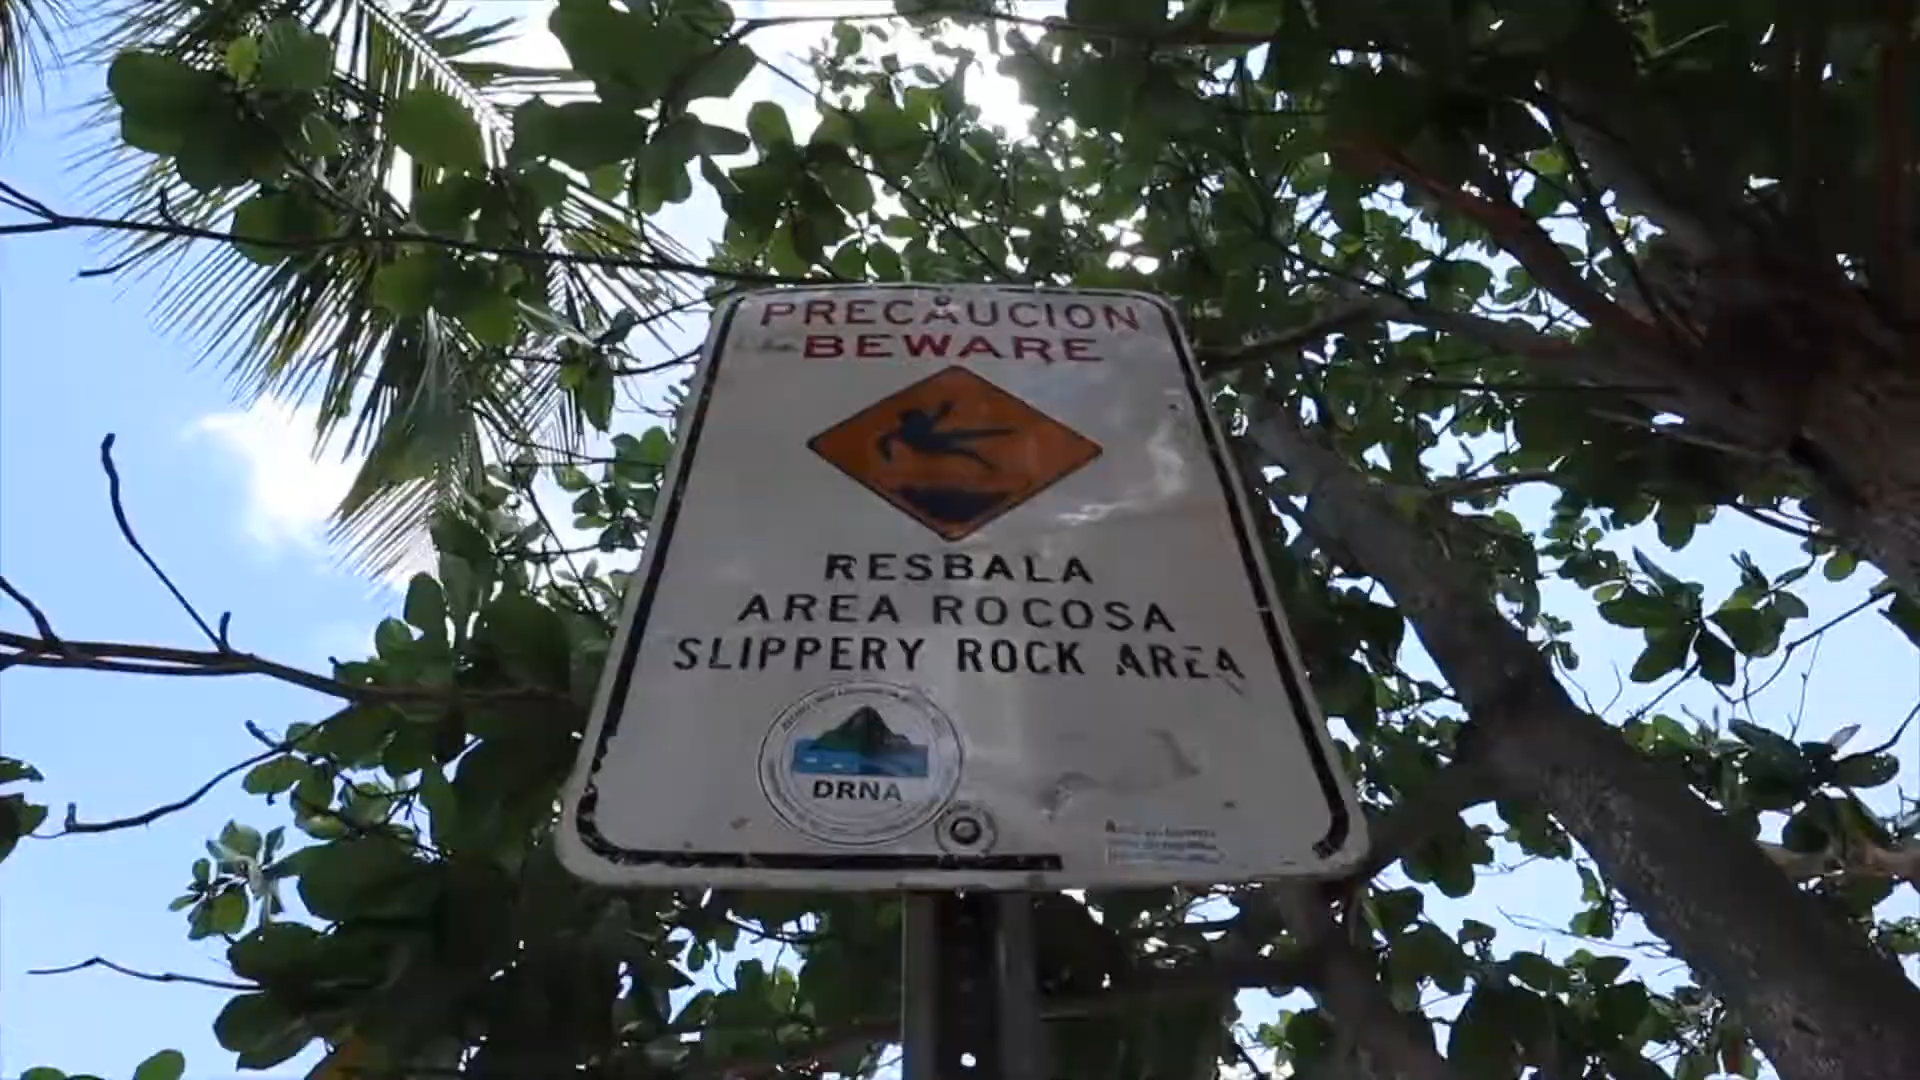 PRECAUCION
BEWARE
RESBALA
AREA ROCOSA
SLIPPERY ROCK AREA
DRNA